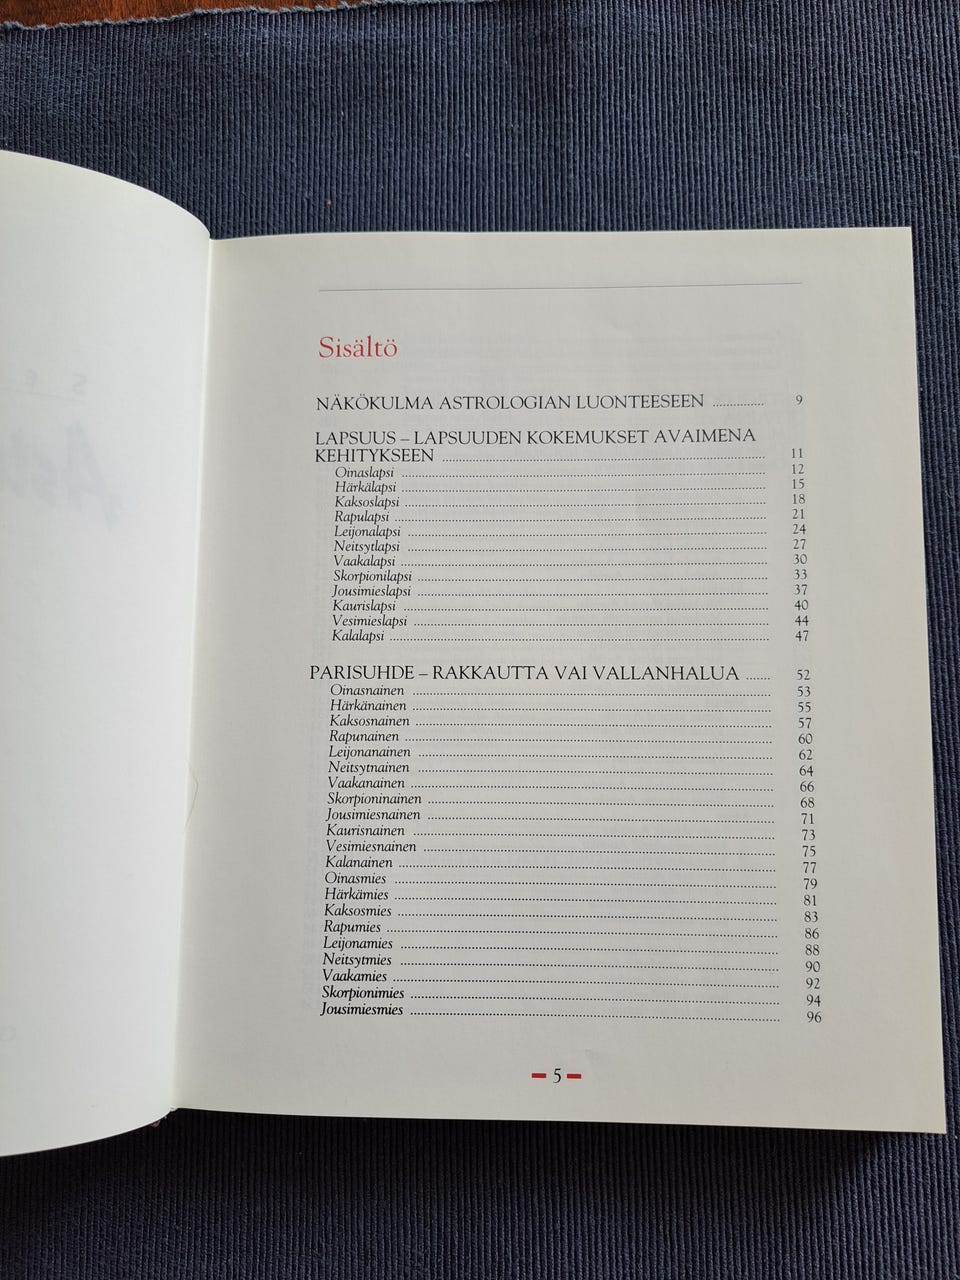 Sisältö
NÄKÖKULMA ASTROLOGIAN LUONTEESEEN .............. 9
LAPSUUS – LAPSUUDEN KOKEMUKSET AVAIMENA
KEHITYKSEEN .............. 11
Oinaslapsi .............. 12
Härkälapsi .............. 15
Kaksoslapsi .............. 18
Rapulapsi .............. 21
Leijonalapsi .............. 24
Neitsytlapsi .............. 27
Vaakalapsi .............. 30
Skorpionilapsi .............. 33
Jousimieslapsi .............. 37
Kaurislapsi .............. 40
Vesimieslapsi .............. 44
Kalalapsi .............. 47
PARISUHDE – RAKKAUTTA VAI VALLANHALUA ....... 52
Oinasnainen .............. 53
Härkänainen .............. 55
Kaksosnainen .............. 57
Rapunainen .............. 60
Leijonanainen .............. 62
Neitsytnainen .............. 64
Vaakanainen .............. 66
Skorpioninainen .............. 68
Jousimiesnainen .............. 71
Kaurisnainen .............. 73
Vesimiesnainen .............. 75
Kalanainen .............. 77
Oinasmies .............. 79
Härkämies .............. 81
Kaksosmies .............. 83
Rapumies .............. 86
Leijonamies .............. 88
Neitsytmies .............. 90
Vaakamies .............. 92
Skorpionimies .............. 94
Jousimiesmies .............. 96
5